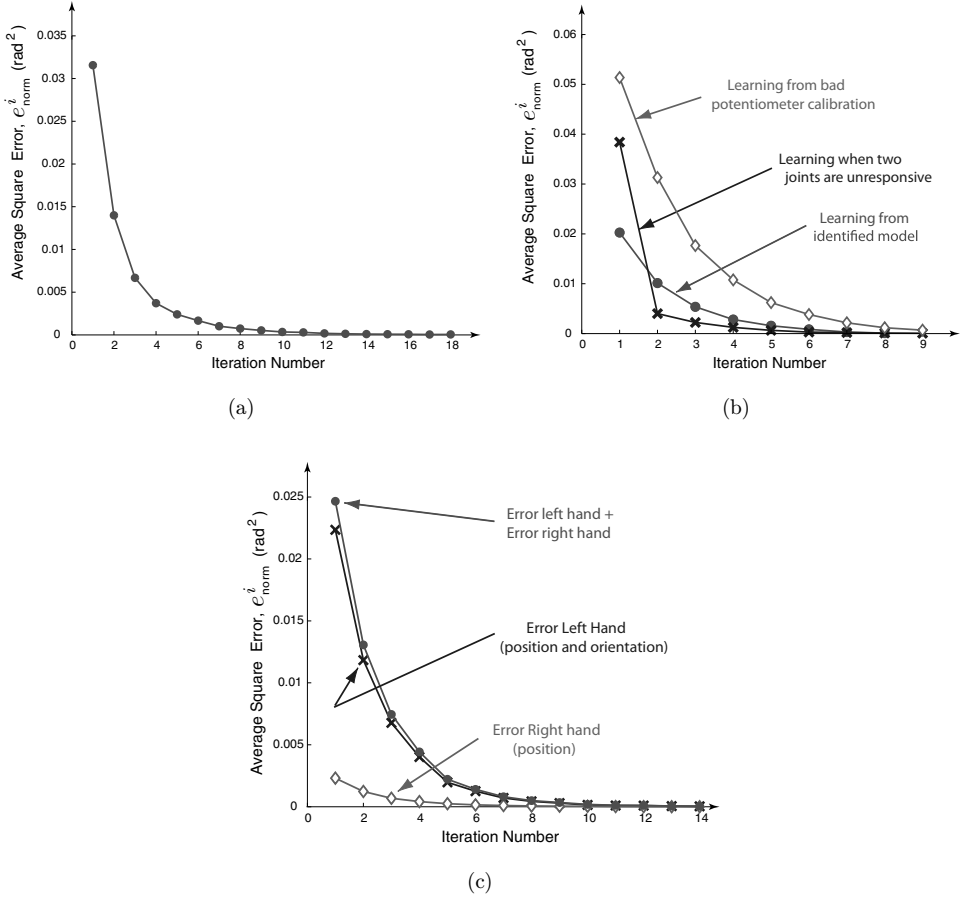 Average Square Error, e^i_norm (rad^2)
0.035
0.03
0.025
0.02
0.015
0.01
0.005
0
0 2 4 6 8 10 12 14 16 18
Iteration Number
(a)
Average Square Error, e^i_norm (rad^2)
0.06
0.05
0.04
0.03
0.02
0.01
0
0 1 2 3 4 5 6 7 8 9
Learning from bad
potentiometer calibration
Learning when two
joints are unresponsive
Learning from
identified model
Iteration Number
(b)
Average Square Error, e^i_norm (rad^2)
0.025
0.02
0.015
0.01
0.005
0
0 2 4 6 8 10 12 14
Error left hand +
Error right hand
Error Left Hand
(position and orientation)
Error Right hand
(position)
Iteration Number
(c)